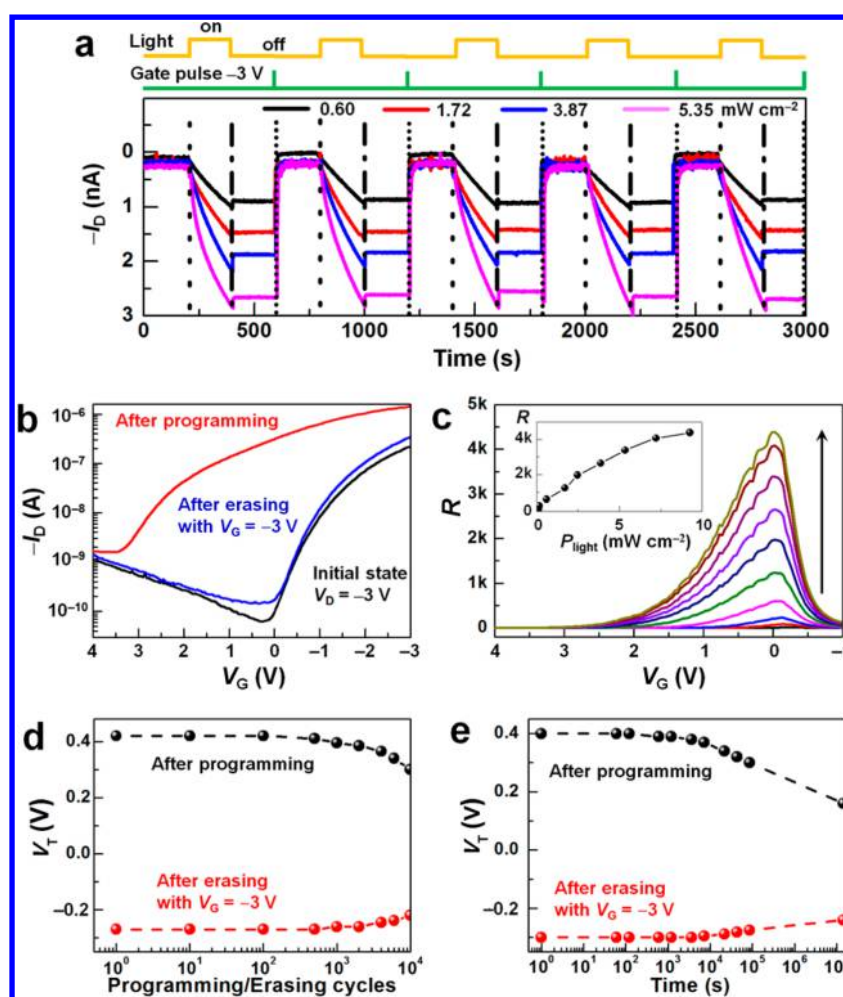 a
Light
on
off
Gate pulse –3 V
0.60 1.72 3.87 5.35 mW cm⁻²
–I_D (nA)
0
1
2
3
0 500 1000 1500 2000 2500 3000
Time (s)
b
–I_D (A)
10⁻⁶
10⁻⁷
10⁻⁸
10⁻⁹
10⁻¹⁰
After programming
After erasing
with V_G = –3 V
Initial state
V_D = –3 V
4 3 2 1 0 –1 –2 –3
V_G (V)
c
R
5k
4k
3k
2k
1k
0
R
4k
2k
0
0 5 10
P_light (mW cm⁻²)
4 3 2 1 0
V_G (V)
d
V_T (V)
0.4
0.2
0.0
–0.2
After programming
After erasing
with V_G = –3 V
10⁰ 10¹ 10² 10³ 10⁴
Programming/Erasing cycles
e
V_T (V)
0.4
0.2
0.0
–0.2
After programming
After erasing
with V_G = –3 V
10⁰ 10¹ 10² 10³ 10⁴ 10⁵ 10⁶
Time (s)